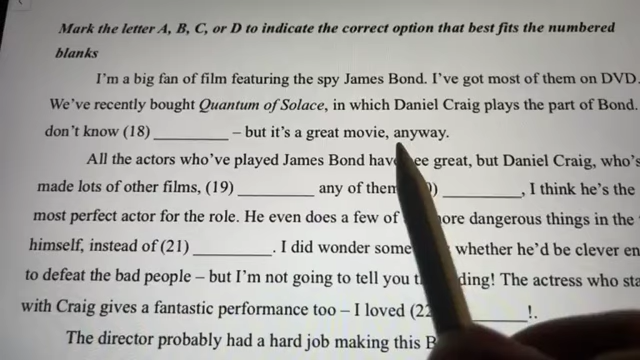 Mark the letter A, B, C, or D to indicate the correct option that best fits the numbered
blanks
I'm a big fan of film featuring the spy James Bond. I've got most of them on DVD.
We've recently bought Quantum of Solace, in which Daniel Craig plays the part of Bond.
don't know (18) ________ – but it's a great movie, anyway.
All the actors who've played James Bond have great, but Daniel Craig, who's
made lots of other films, (19) ________ any of them ________, I think he's the
most perfect actor for the role. He even does a few of dangerous things in the
himself, instead of (21) ________. I did wonder whether he'd be clever
to defeat the bad people – but I'm not going to tell you The actress who
with Craig gives a fantastic performance too – I loved (22 ________!.
The director probably had a hard job making this